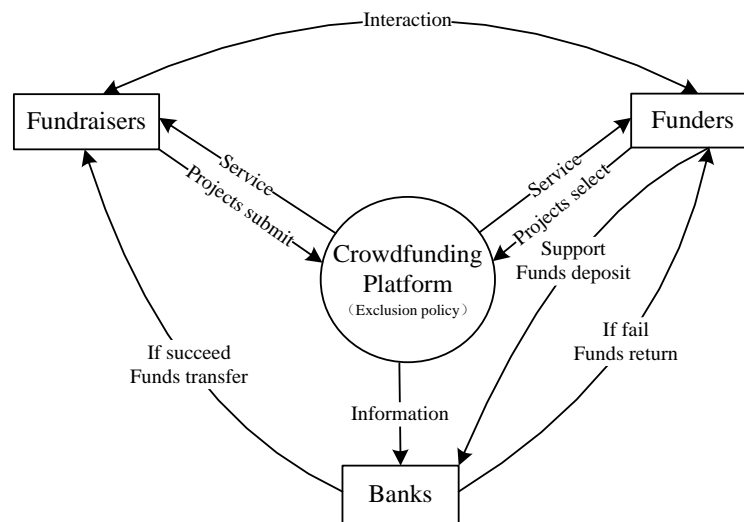 Interaction
Fundraisers
Funders
Service
Projects submit
Service
Projects select
Crowdfunding
Platform
（Exclusion policy）
Support
Funds deposit
If succeed
Funds transfer
If fail
Funds return
Information
Banks